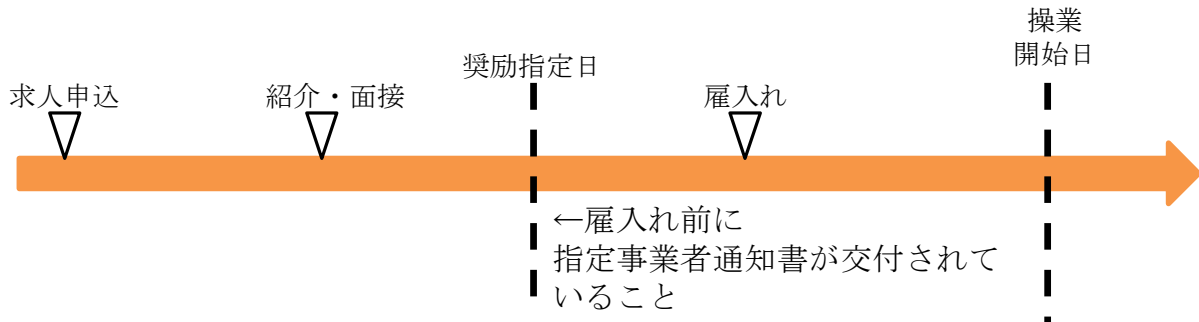 求人申込
紹介・面接
奨励指定日
雇入れ
操業
開始日
←雇入れ前に
指定事業者通知書が交付されて
いること